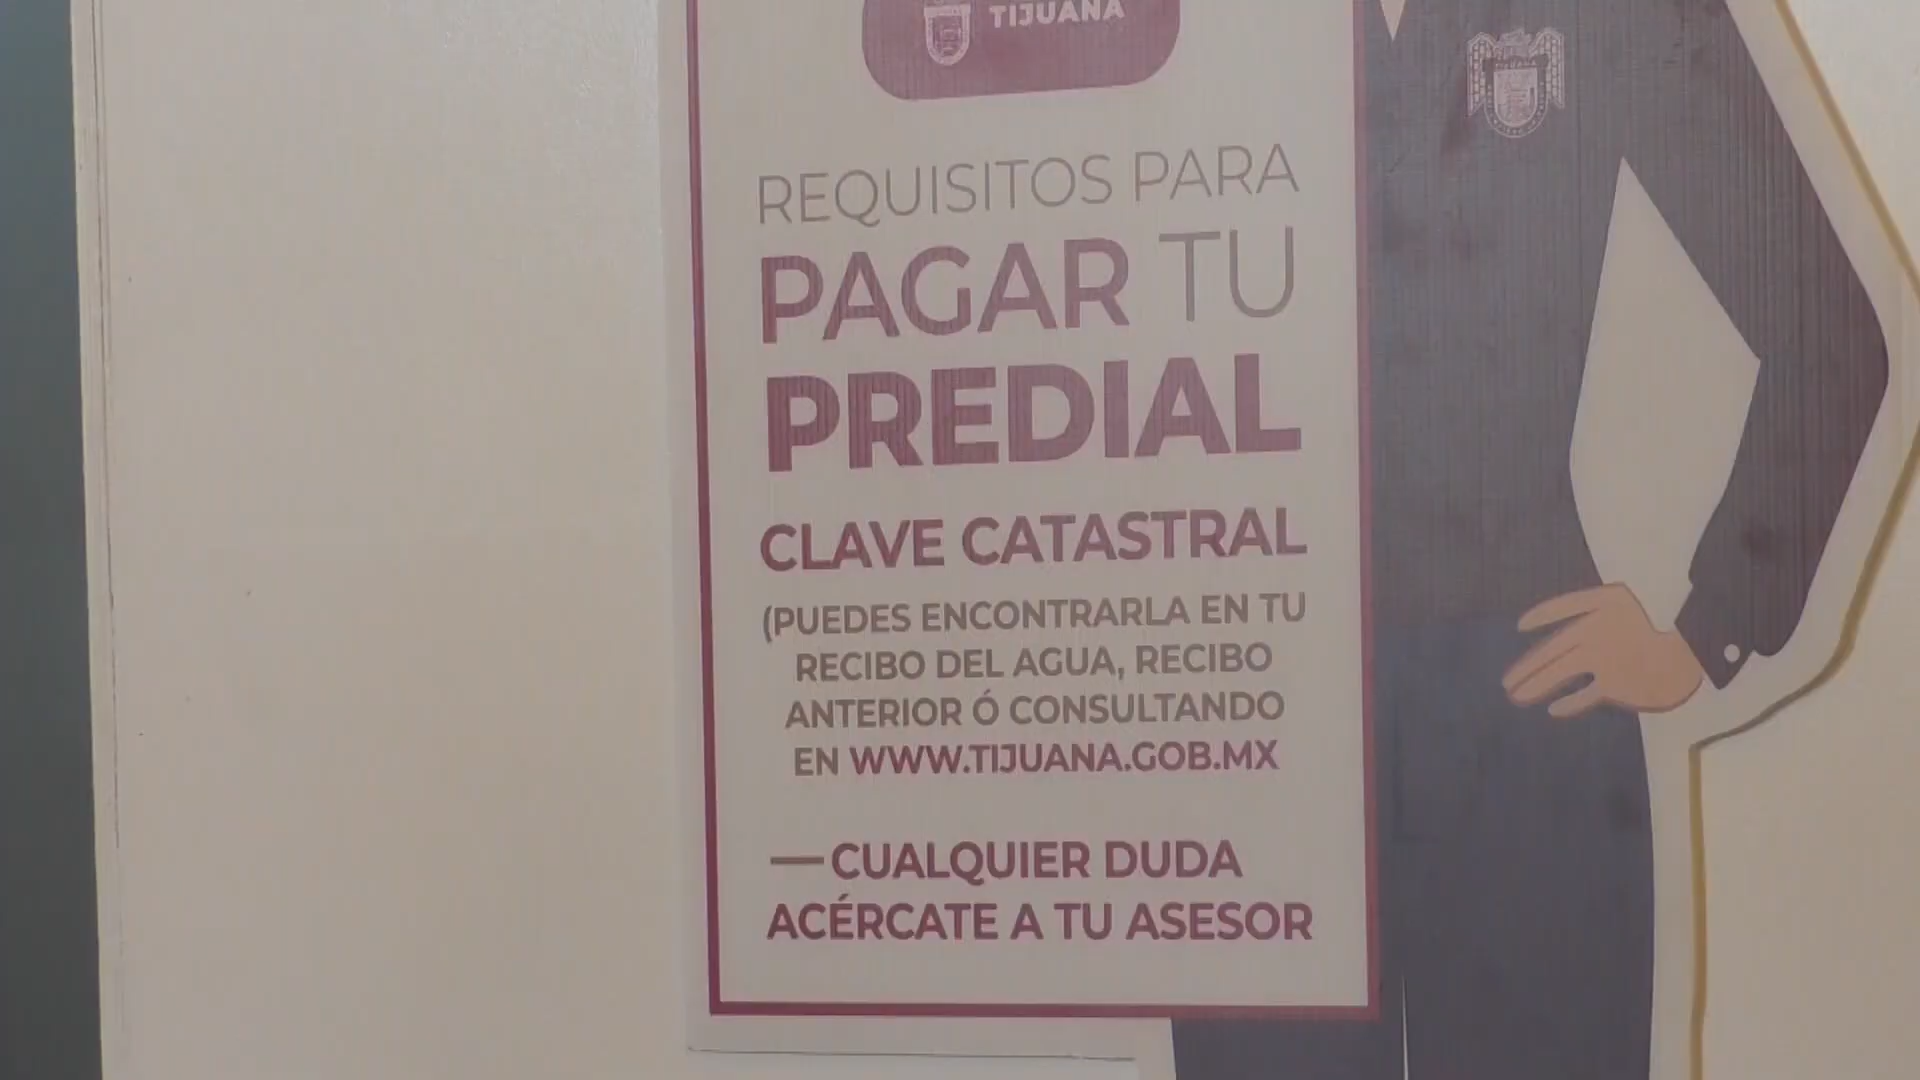 TIJUANA
TIJUANA
REQUISITOS PARA
PAGAR TU
PREDIAL
CLAVE CATASTRAL
(PUEDES ENCONTRARLA EN TU
RECIBO DEL AGUA, RECIBO
ANTERIOR Ó CONSULTANDO
EN WWW.TIJUANA.GOB.MX
—CUALQUIER DUDA
ACÉRCATE A TU ASESOR